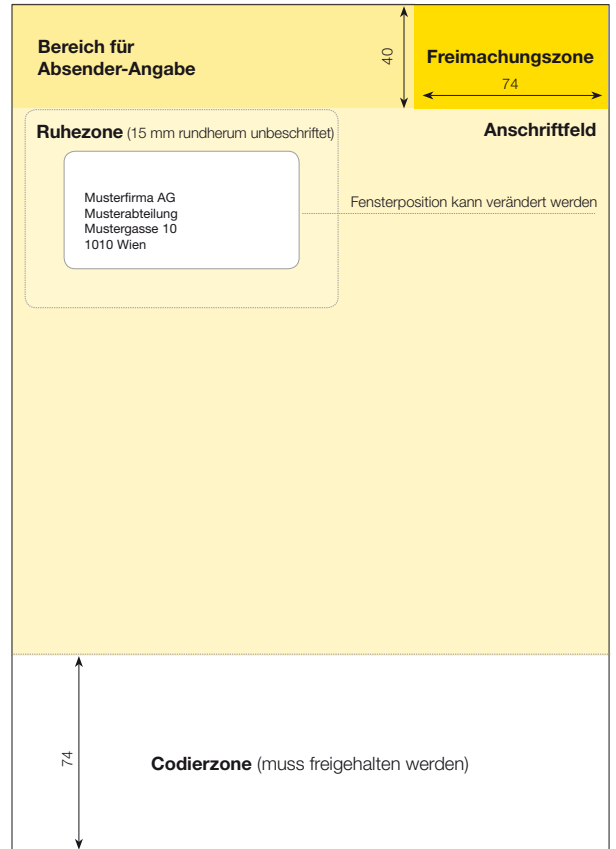 Bereich für
Absender-Angabe
40
Freimachungszone
74
Ruhezone (15 mm rundherum unbeschriftet)
Anschriftfeld
Musterfirma AG
Musterabteilung
Mustergasse 10
1010 Wien
Fensterposition kann verändert werden
74
Codierzone (muss freigehalten werden)